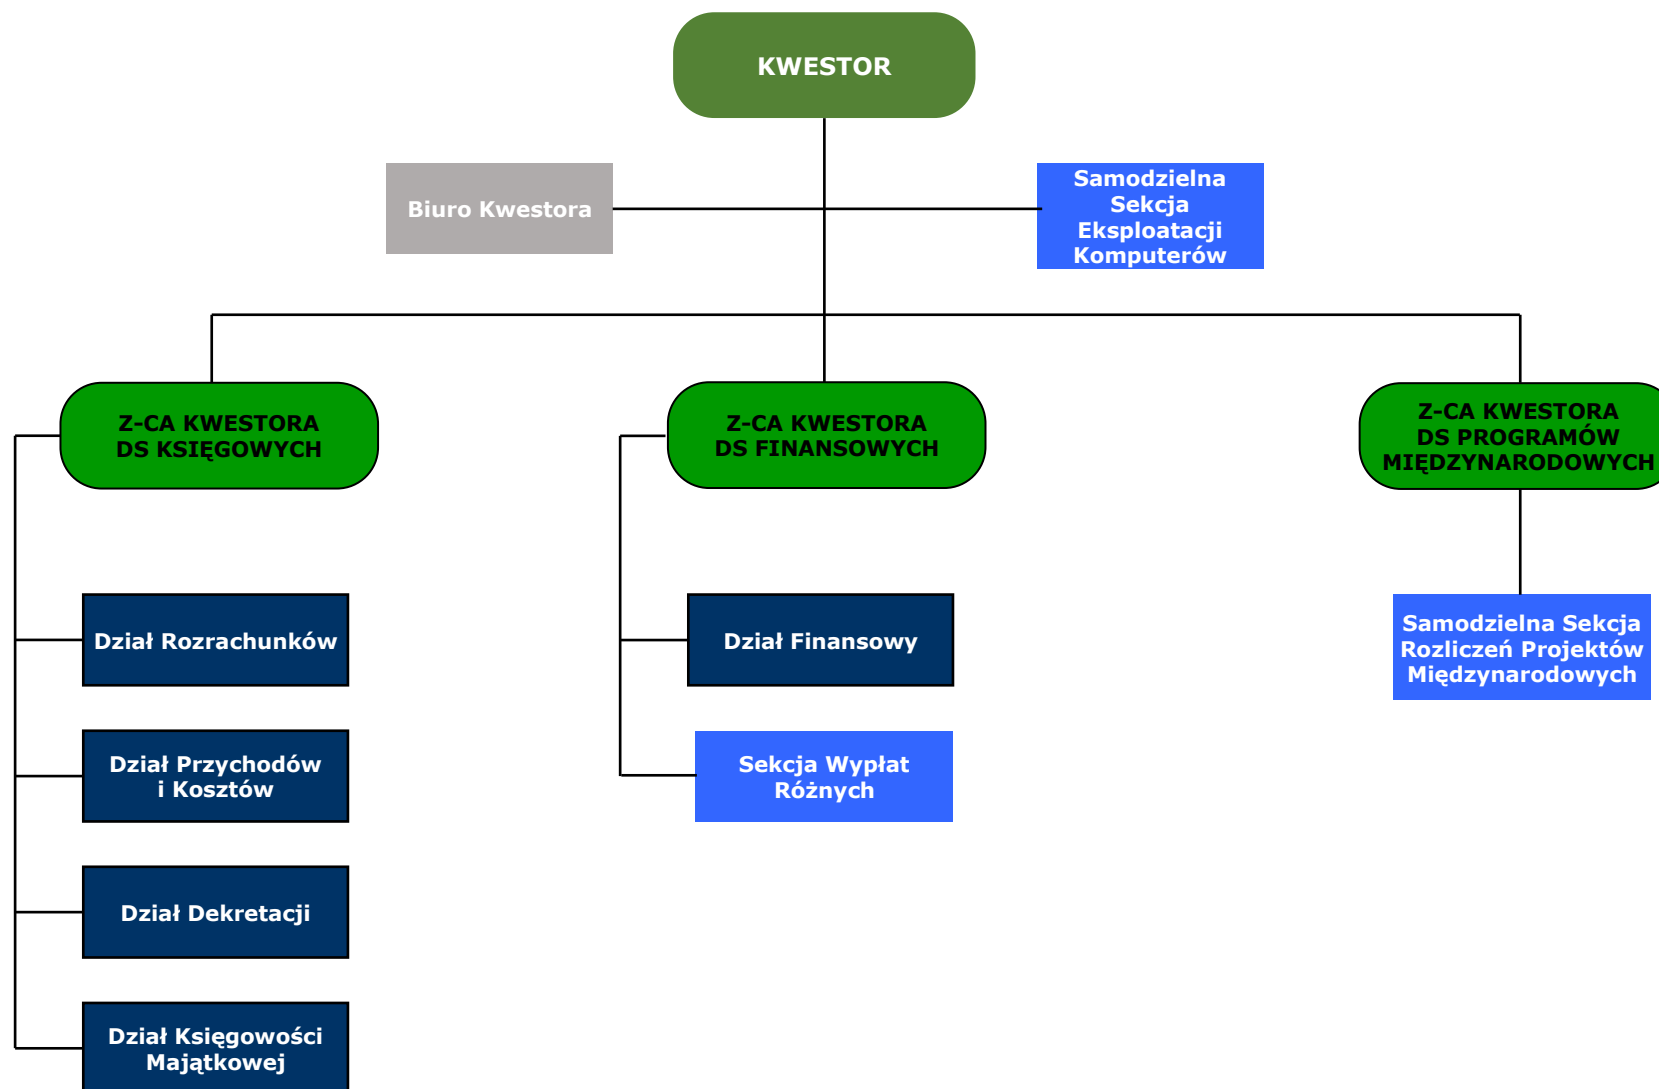 KWESTOR
Biuro Kwestora
Samodzielna
Sekcja
Eksploatacji
Komputerów
Z-CA KWESTORA
DS KSIĘGOWYCH
Z-CA KWESTORA
DS FINANSOWYCH
Z-CA KWESTORA
DS PROGRAMÓW
MIĘDZYNARODOWYCH
Dział Rozrachunków
Dział Finansowy
Samodzielna Sekcja
Rozliczeń Projektów
Międzynarodowych
Dział Przychodów
i Kosztów
Sekcja Wypłat
Różnych
Dział Dekretacji
Dział Księgowości
Majątkowej